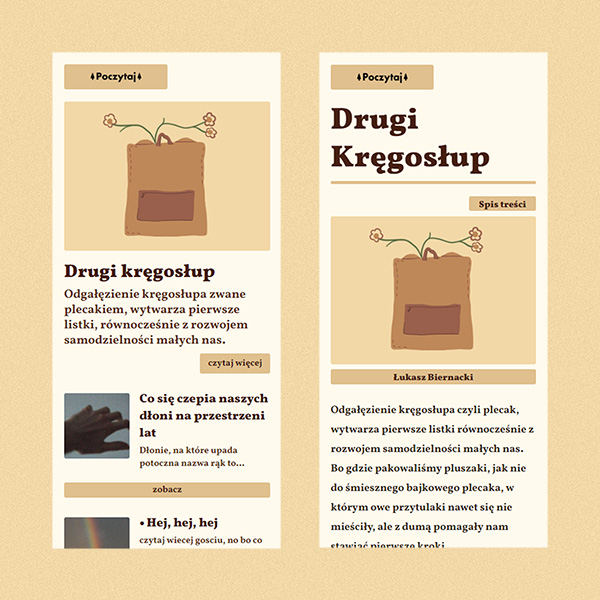 Poczytaj
Drugi kręgosłup
Odgałęzienie kręgosłupa zwane
plecakiem, wytwarza pierwsze
listki, równocześnie z rozwojem
samodzielności małych nas.
czytaj więcej
Co się czepia naszych
dłoni na przestrzeni
lat
Dłonie, na które upada
potoczna nazwa rąk to...
zobacz
• Hej, hej, hej
czytaj wiecej gosciu, no bo co
Poczytaj
Drugi
Kręgosłup
Spis treści
Łukasz Biernacki
Odgałęzienie kręgosłupa czyli plecak,
wytwarza pierwsze listki równocześnie z
rozwojem samodzielności małych nas.
Bo gdzie pakowaliśmy pluszaki, jak nie
do śmiesznego bajkowego plecaka, w
którym owe przytulaki nawet się nie
mieściły, ale z dumą pomagały nam
stawiać pierwsze kroki